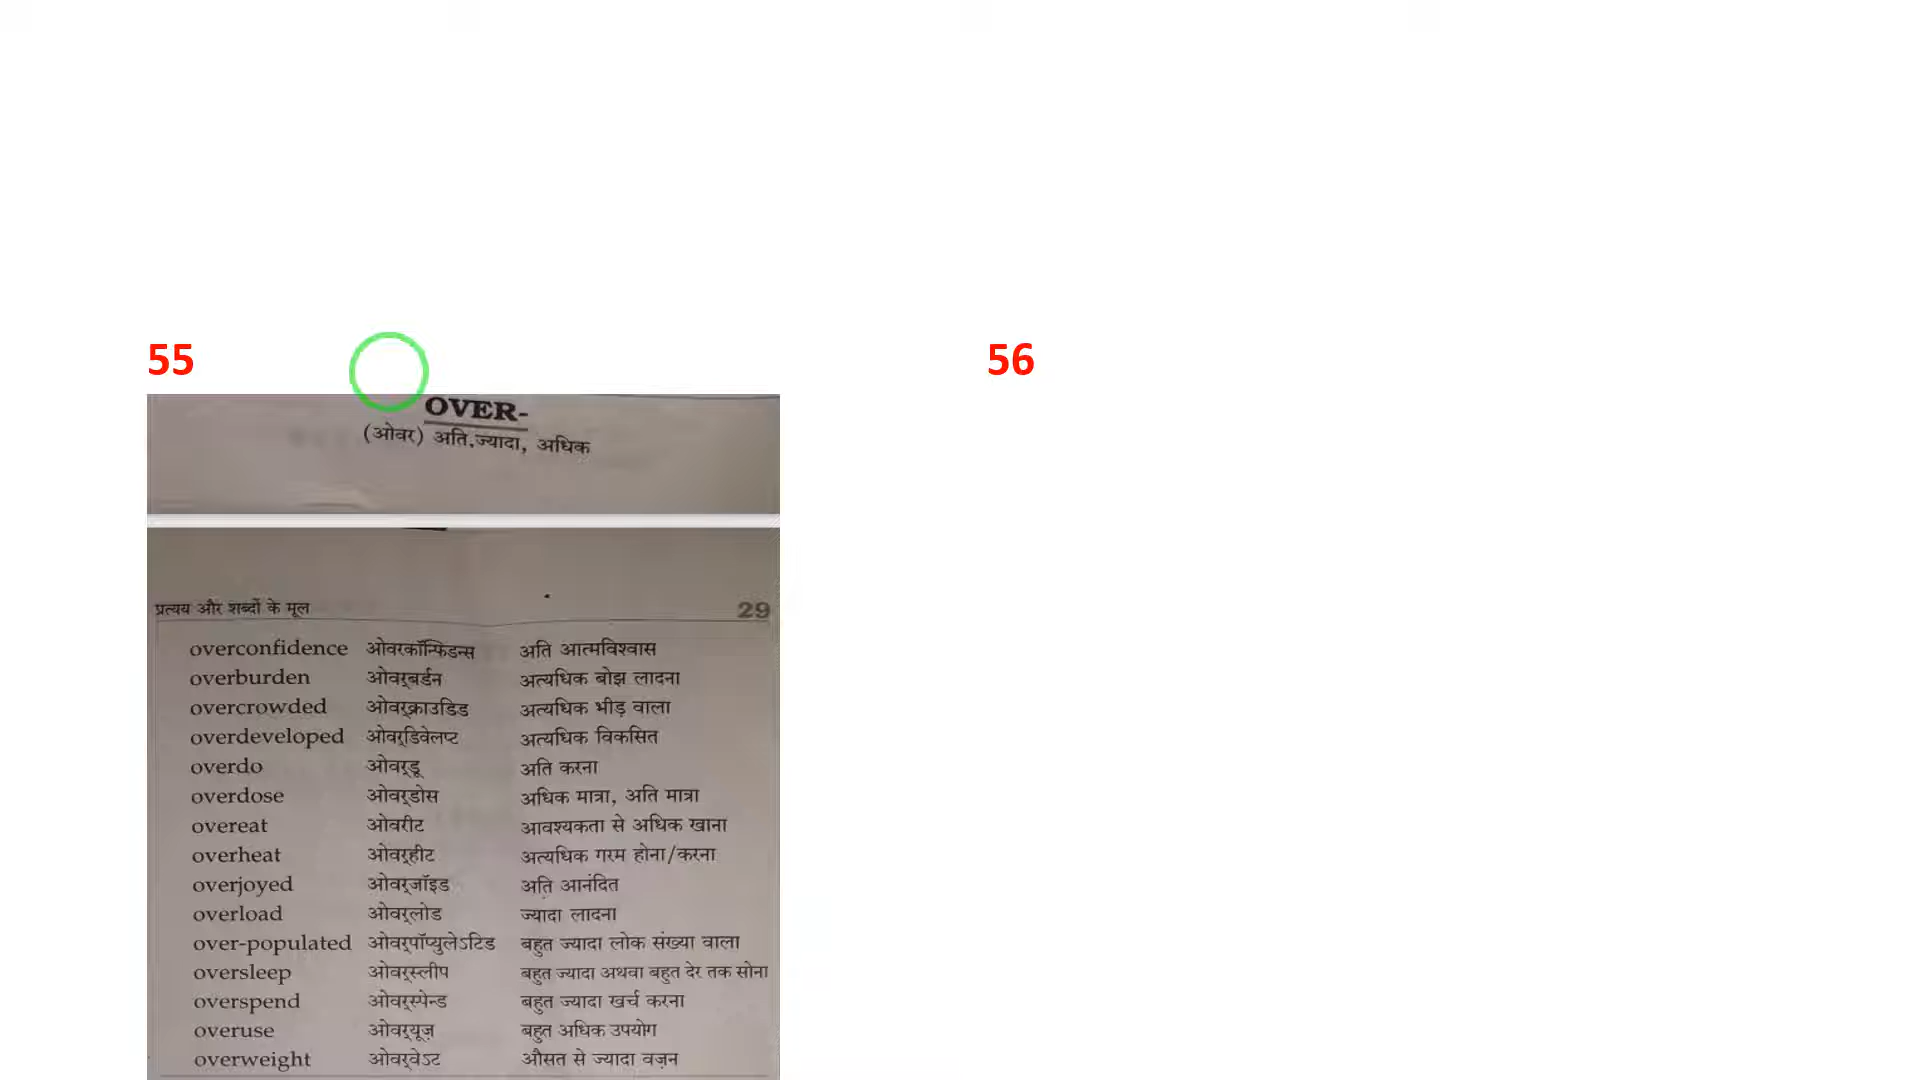 55
56
OVER-
(ओवर) अति,ज्यादा, अधिक
प्रत्यय और शब्दों के मूल 29
overconfidence ओवरकॉन्फिडन्स अति आत्मविश्वास
overburden ओवर्‌बर्डन अत्यधिक बोझ लादना
overcrowded ओवर्‌क्राउडिड अत्यधिक भीड़ वाला
overdeveloped ओवर्‌डिवेलप्ट अत्यधिक विकसित
overdo ओवर्‌डू अति करना
overdose ओवर्‌डोस अधिक मात्रा, अति मात्रा
overeat ओवरीट आवश्यकता से अधिक खाना
overheat ओवर्‌हीट अत्यधिक गरम होना/करना
overjoyed ओवर्‌जॉइड अति आनंदित
overload ओवर्‌लोड ज्यादा लादना
over-populated ओवर्‌पॉप्युलेऽटिड बहुत ज्यादा लोक संख्या वाला
oversleep ओवर्‌स्लीप बहुत ज्यादा अथवा बहुत देर तक सोना
overspend ओवर्‌स्पेन्ड बहुत ज्यादा खर्च करना
overuse ओवर्‌यूज़ बहुत अधिक उपयोग
overweight ओवर्‌वेऽट औसत से ज्यादा वज़न